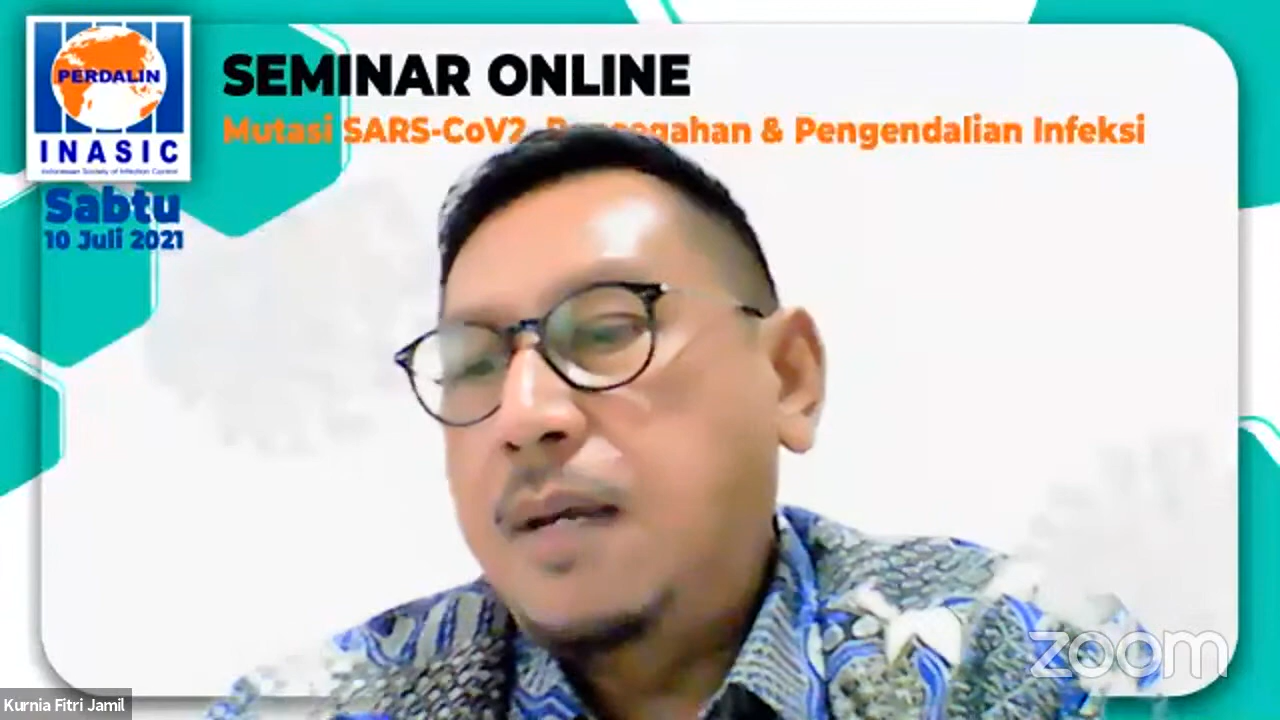 PERDALIN
INASIC
Indonesian Society of Infection Control
SEMINAR ONLINE
Mutasi SARS-CoV2, & Pengendalian Infeksi
Sabtu
10 Juli 2021
zoom
Kurnia Fitri Jamil